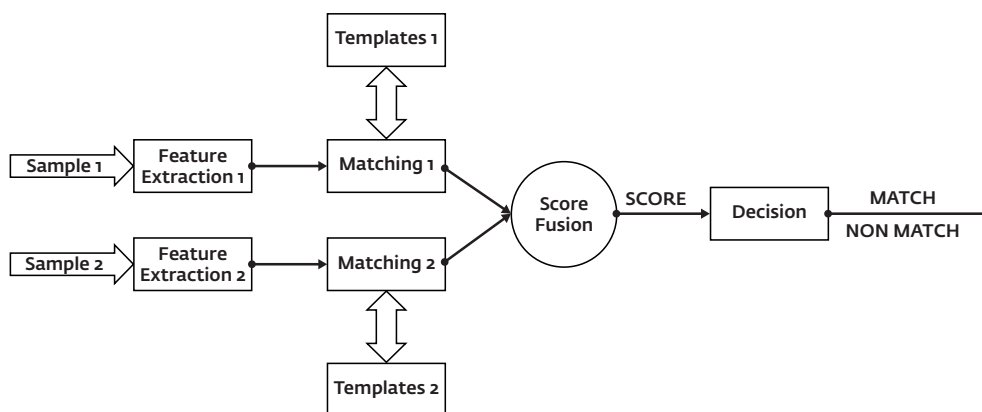 Templates 1
Sample 1
Feature
Extraction 1
Matching 1
Score
Fusion
SCORE
Decision
MATCH
NON MATCH
Sample 2
Feature
Extraction 2
Matching 2
Templates 2